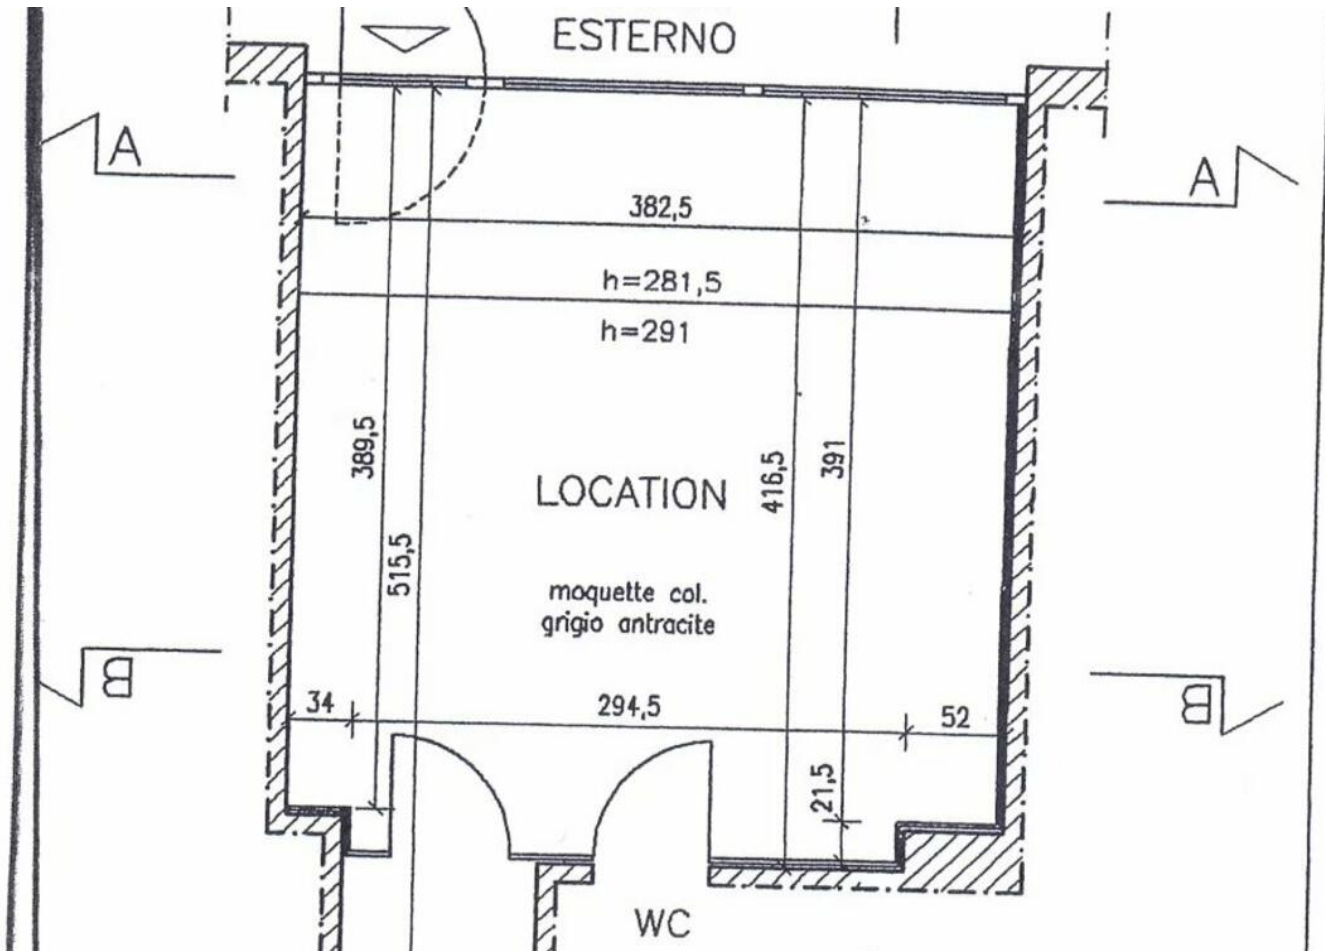 ESTERNO
A
A
382,5
h=281,5
h=291
389,5
515,5
416,5
391
LOCATION
moquette col.
grigio antracite
B
B
34
294,5
52
21,5
WC